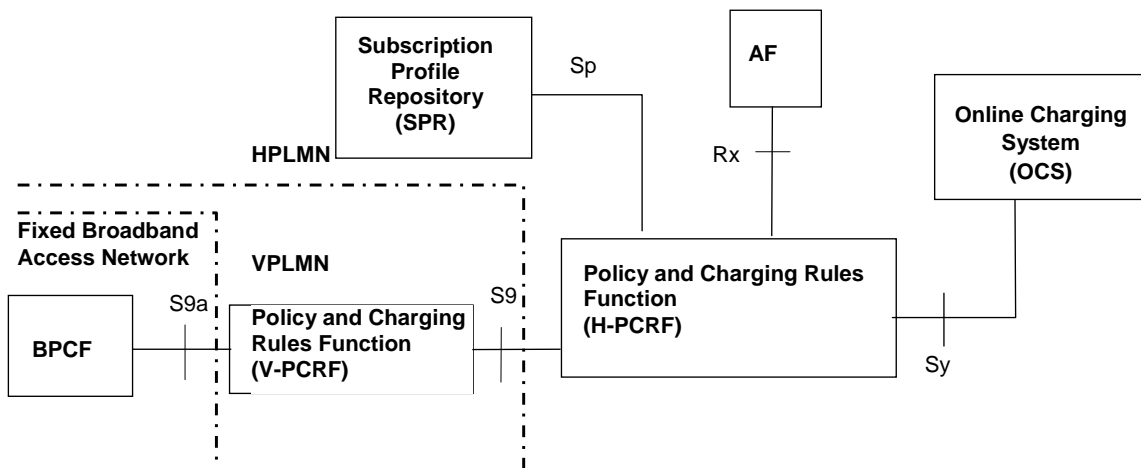 Subscription
Profile
Repository
(SPR)
Sp
AF
Online Charging
System
(OCS)
Rx
HPLMN
Fixed Broadband
Access Network
VPLMN
S9a
S9
Policy and Charging Rules
Function
(H-PCRF)
Policy and Charging
Rules Function
(V-PCRF)
BPCF
Sy